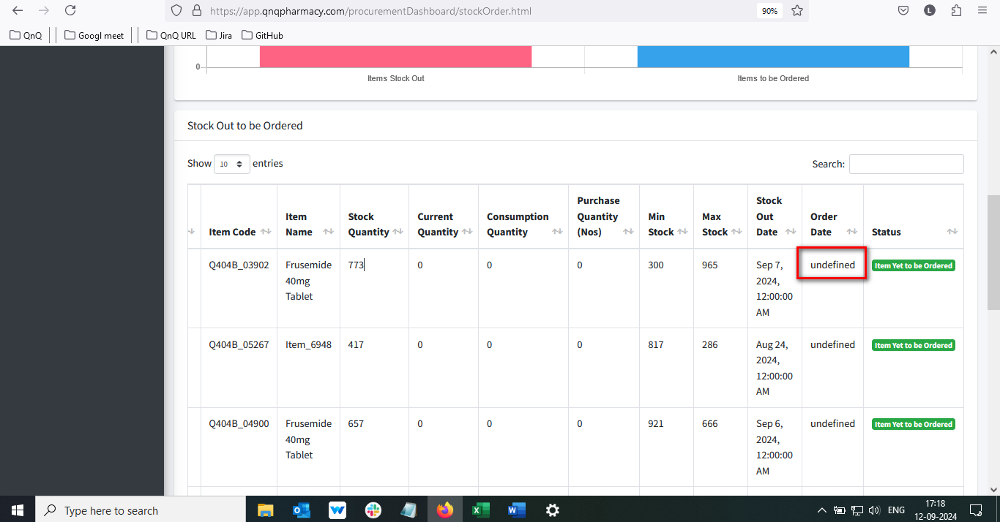 https://app.qnqpharmacy.com/procurementDashboard/stockOrder.html
90%
L
QnQ
Googl meet
QnQ URL
Jira
GitHub
0
Items Stock Out
Items to be Ordered
Stock Out to be Ordered
Show 10 entries
Search:
Item Code
Item Name
Stock Quantity
Current Quantity
Consumption Quantity
Purchase Quantity (Nos)
Min Stock
Max Stock
Stock Out Date
Order Date
Status
Q404B_03902
Frusemide 40mg Tablet
773
0
0
0
300
965
Sep 7, 2024, 12:00:00 AM
undefined
Item Yet to be Ordered
Q404B_05267
Item_6948
417
0
0
0
817
286
Aug 24, 2024, 12:00:00 AM
undefined
Item Yet to be Ordered
Q404B_04900
Frusemide 40mg Tablet
657
0
0
0
921
666
Sep 6, 2024, 12:00:00 AM
undefined
Item Yet to be Ordered
Type here to search
ENG
17:18
12-09-2024